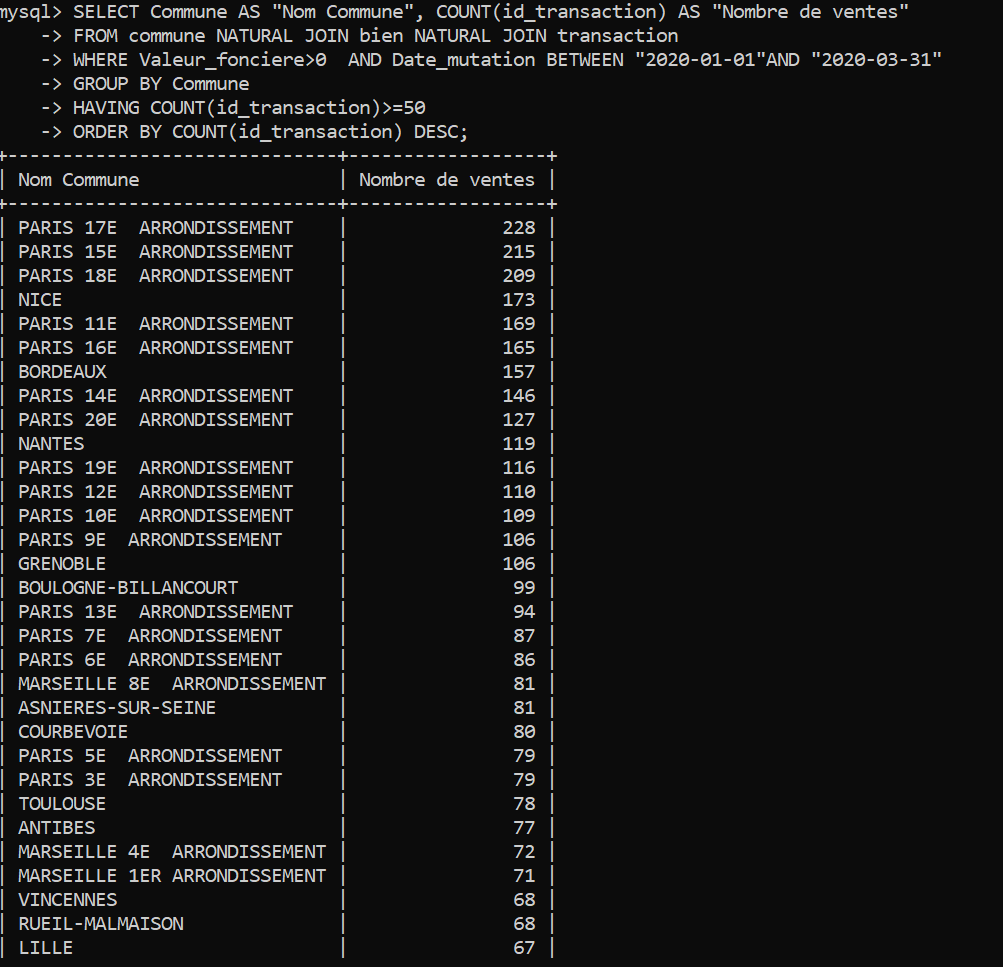 mysql> SELECT Commune AS "Nom Commune", COUNT(id_transaction) AS "Nombre de ventes"
    -> FROM commune NATURAL JOIN bien NATURAL JOIN transaction
    -> WHERE Valeur_fonciere>0  AND Date_mutation BETWEEN "2020-01-01"AND "2020-03-31"
    -> GROUP BY Commune
    -> HAVING COUNT(id_transaction)>=50
    -> ORDER BY COUNT(id_transaction) DESC;
+------------------------------+------------------+
| Nom Commune                  | Nombre de ventes |
+------------------------------+------------------+
| PARIS 17E  ARRONDISSEMENT    |              228 |
| PARIS 15E  ARRONDISSEMENT    |              215 |
| PARIS 18E  ARRONDISSEMENT    |              209 |
| NICE                         |              173 |
| PARIS 11E  ARRONDISSEMENT    |              169 |
| PARIS 16E  ARRONDISSEMENT    |              165 |
| BORDEAUX                     |              157 |
| PARIS 14E  ARRONDISSEMENT    |              146 |
| PARIS 20E  ARRONDISSEMENT    |              127 |
| NANTES                       |              119 |
| PARIS 19E  ARRONDISSEMENT    |              116 |
| PARIS 12E  ARRONDISSEMENT    |              110 |
| PARIS 10E  ARRONDISSEMENT    |              109 |
| PARIS 9E  ARRONDISSEMENT     |              106 |
| GRENOBLE                     |              106 |
| BOULOGNE-BILLANCOURT         |               99 |
| PARIS 13E  ARRONDISSEMENT    |               94 |
| PARIS 7E  ARRONDISSEMENT     |               87 |
| PARIS 6E  ARRONDISSEMENT     |               86 |
| MARSEILLE 8E  ARRONDISSEMENT |               81 |
| ASNIERES-SUR-SEINE           |               81 |
| COURBEVOIE                   |               80 |
| PARIS 5E  ARRONDISSEMENT     |               79 |
| PARIS 3E  ARRONDISSEMENT     |               79 |
| TOULOUSE                     |               78 |
| ANTIBES                      |               77 |
| MARSEILLE 4E  ARRONDISSEMENT |               72 |
| MARSEILLE 1ER ARRONDISSEMENT |               71 |
| VINCENNES                    |               68 |
| RUEIL-MALMAISON              |               68 |
| LILLE                        |               67 |